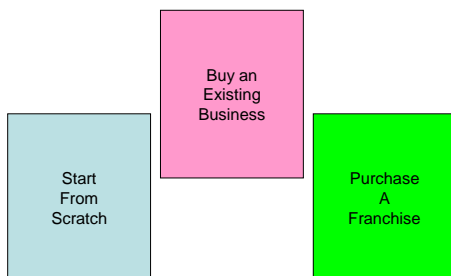 Buy an
Existing
Business
Start
From
Scratch
Purchase
A
Franchise